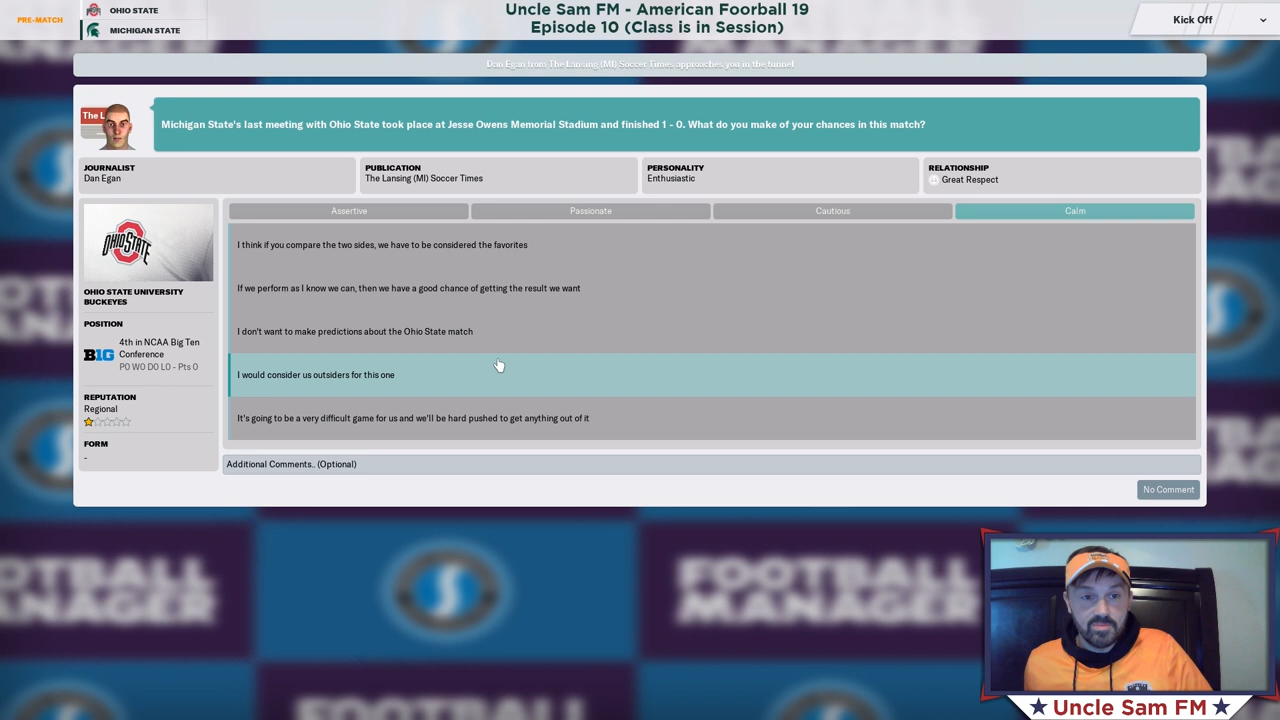 PRE-MATCH
OHIO STATE
MICHIGAN STATE
Uncle Sam FM - American Foorball 19
Episode 10 (Class is in Session)
Kick Off
Dan Egan from The Lansing (MI) Soccer Times approaches you in the tunnel
The L
Michigan State's last meeting with Ohio State took place at Jesse Owens Memorial Stadium and finished 1 - 0. What do you make of your chances in this match?
JOURNALIST
Dan Egan
PUBLICATION
The Lansing (MI) Soccer Times
PERSONALITY
Enthusiastic
RELATIONSHIP
Great Respect
OHIO STATE
OHIO STATE UNIVERSITY
BUCKEYES
POSITION
B1G
4th in NCAA Big Ten
Conference
P0 W0 D0 L0 - Pts 0
REPUTATION
Regional
FORM
-
Assertive
Passionate
Cautious
Calm
I think if you compare the two sides, we have to be considered the favorites
If we perform as I know we can, then we have a good chance of getting the result we want
I don't want to make predictions about the Ohio State match
I would consider us outsiders for this one
It's going to be a very difficult game for us and we'll be hard pushed to get anything out of it
Additional Comments.. (Optional)
No Comment
OTBALL
NAGER
FOOTBALL
MANAGER
Uncle Sam FM